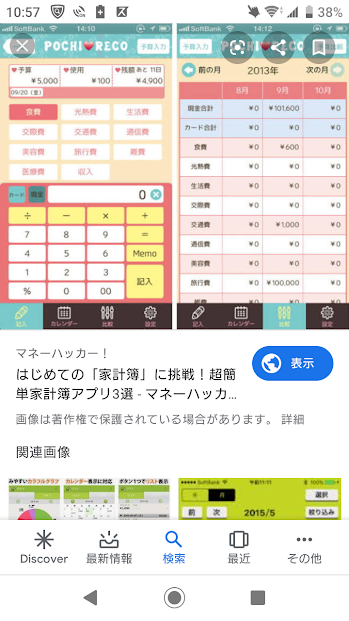 10:57
38%
SoftBank 14:10
POCHI RECO
予算入力
予算 使用 残額 あと11日
¥5,000 ¥100 ¥4,900
09/20(金)
食費 光熱費 生活費
交際費 交通費 通信費
美容費 旅行費 雑費
医療費 収入
カード 現金 0
÷ − × +
7 8 9 =
4 5 6 Memo
1 2 3 記入
% 0 00
記入 カレンダー 比較 設定
SoftBank 14:12
予算入力 POCHI RECO
前の月 2013年 次の月
8月 9月
現金合計 ¥0 ¥101,600
カード合計 ¥0 ¥0
食費 ¥0 ¥600
光熱費 ¥0 ¥0
生活費 ¥0 ¥0
交際費 ¥0 ¥0
交通費 ¥0 ¥1,000
通信費 ¥0 ¥0
美容費 ¥0 ¥0
旅行費 ¥0 ¥100,000
雑費 ¥0 ¥0
記入 カレンダー 比較 設定
マネーハッカー!
はじめての「家計簿」に挑戦!超簡
単家計簿アプリ3選 - マネーハッカ...
表示
画像は著作権で保護されている場合があります。 詳細
関連画像
みやすいカラフルグラフ カレンダー表示に対応 ボタン1つでリスト表示
SoftBank 午前11:11 100%
月 選択
前 次 2015/5 絞り込み
Discover 最新情報 検索 最近 その他